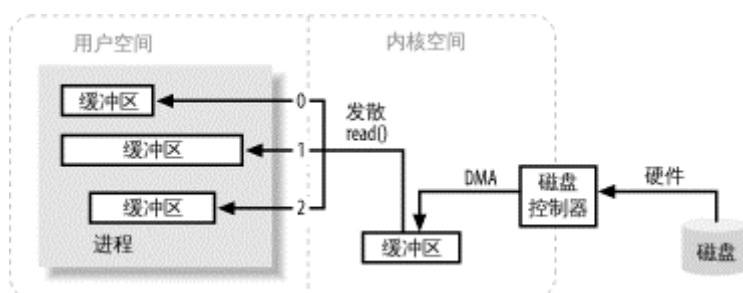 用户空间
内核空间
缓冲区
0
发散
read()
缓冲区
1
DMA
磁盘
控制器
硬件
缓冲区
2
进程
缓冲区
磁盘